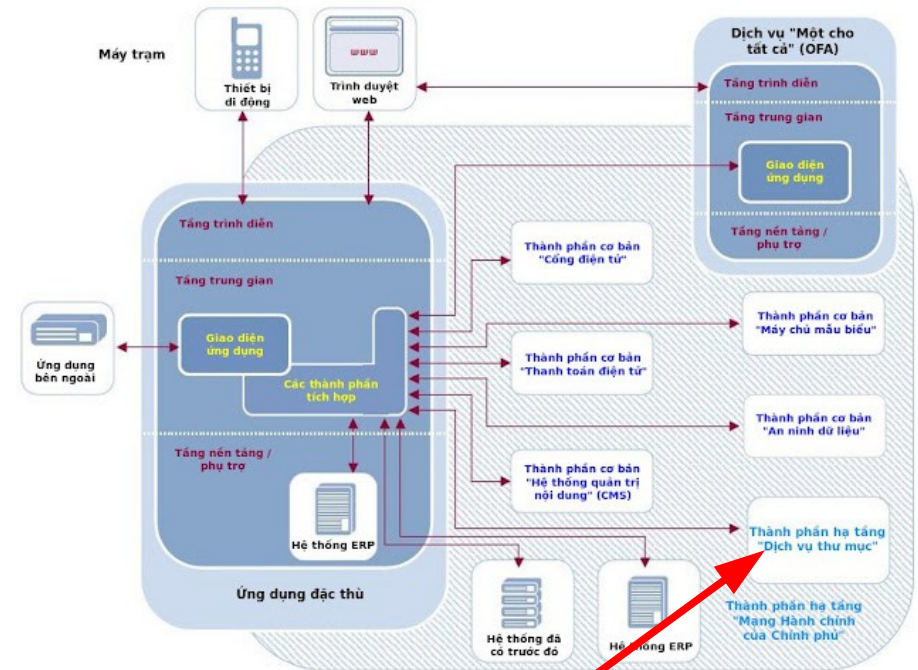 Máy trạm
Thiết bị
di động
WWW
Trình duyệt
web
Dịch vụ "Một cho
tất cả" (OFA)
Tầng trình diễn
Tầng trung gian
Giao diện
ứng dụng
Tầng nền tảng /
phụ trợ
Tầng trình diễn
Tầng trung gian
Giao diện
ứng dụng
Các thành phần
tích hợp
Tầng nền tảng /
phụ trợ
Hệ thống ERP
Ứng dụng đặc thù
Ứng dụng
bên ngoài
Thành phần cơ bản
"Cổng điện tử"
Thành phần cơ bản
"Máy chủ mẫu biểu"
Thành phần cơ bản
"Thanh toán điện tử"
Thành phần cơ bản
"An ninh dữ liệu"
Thành phần cơ bản
"Hệ thống quản trị
nội dung" (CMS)
Thành phần hạ tầng
"Dịch vụ thư mục"
Hệ thống đã
có trước đó
Hệ thống ERP
Thành phần hạ tầng
"Mạng Hành chính
của Chính phủ"